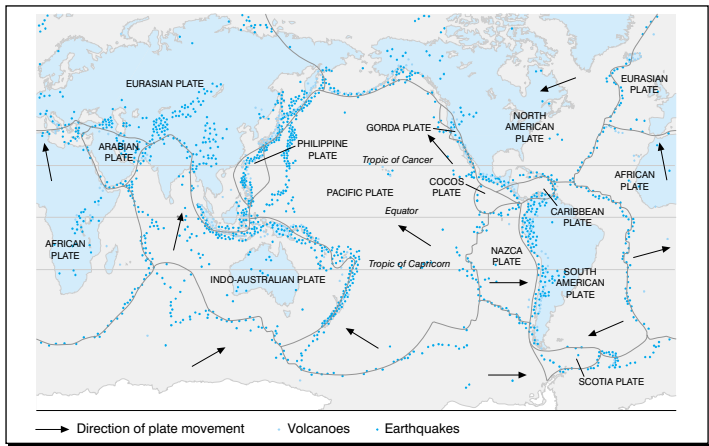 EURASIAN PLATE
EURASIAN
PLATE
NORTH
AMERICAN
PLATE
GORDA PLATE
ARABIAN
PLATE
PHILIPPINE
PLATE
Tropic of Cancer
AFRICAN
PLATE
COCOS
PLATE
PACIFIC PLATE
Equator
CARIBBEAN
PLATE
AFRICAN
PLATE
NAZCA
PLATE
Tropic of Capricorn
INDO-AUSTRALIAN PLATE
SOUTH
AMERICAN
PLATE
SCOTIA PLATE
Direction of plate movement
Volcanoes
Earthquakes